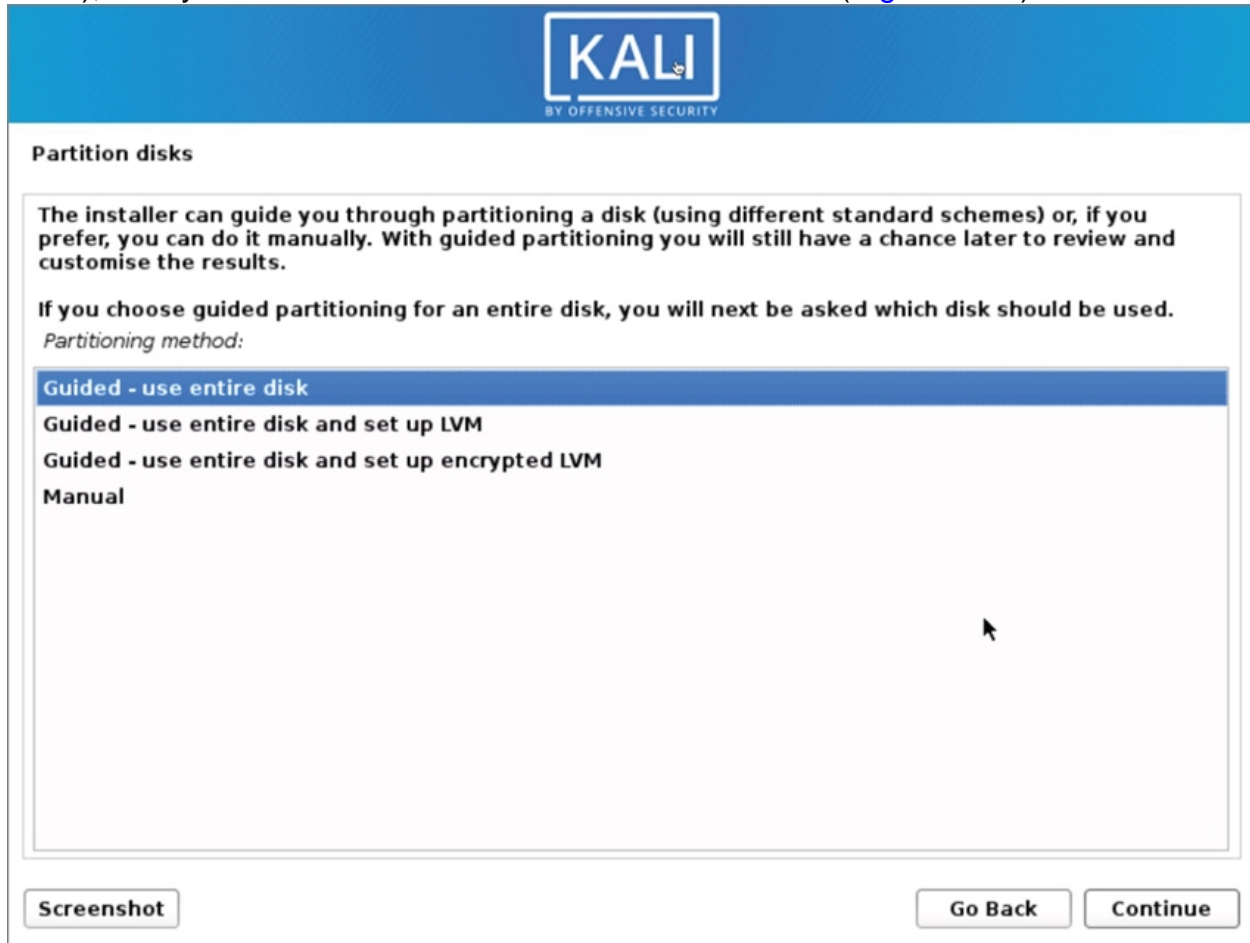 KALI
BY OFFENSIVE SECURITY
Partition disks
The installer can guide you through partitioning a disk (using different standard schemes) or, if you
prefer, you can do it manually. With guided partitioning you will still have a chance later to review and
customise the results.
If you choose guided partitioning for an entire disk, you will next be asked which disk should be used.
Partitioning method:
Guided - use entire disk
Guided - use entire disk and set up LVM
Guided - use entire disk and set up encrypted LVM
Manual
Screenshot
Go Back
Continue